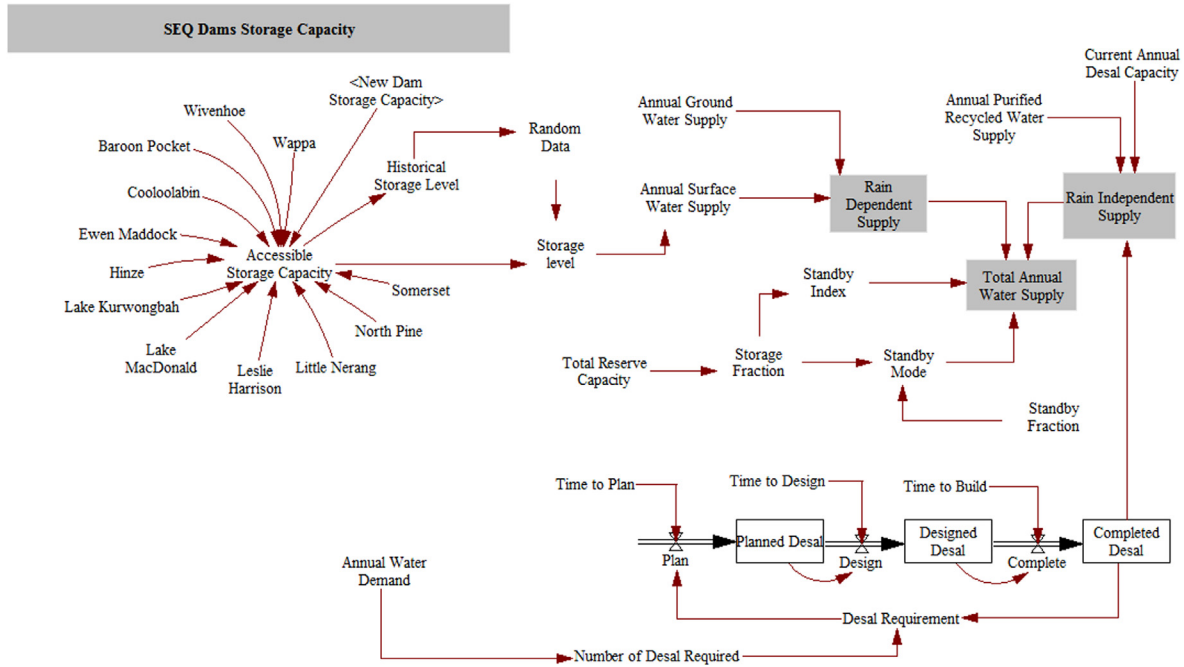 SEQ Dams Storage Capacity
<New Dam
Storage Capacity>
Wivenhoe
Wappa
Baroon Pocket
Cooloolabin
Ewen Maddock
Hinze
Lake Kurwongbah
Lake
MacDonald
Leslie
Harrison
Little Nerang
North Pine
Somerset
Accessible
Storage Capacity
Historical
Storage Level
Random
Data
Storage
level
Annual Ground
Water Supply
Annual Surface
Water Supply
Rain
Dependent
Supply
Current Annual
Desal Capacity
Annual Purified
Recycled Water
Supply
Rain Independent
Supply
Total Annual
Water Supply
Standby
Index
Total Reserve
Capacity
Storage
Fraction
Standby
Mode
Standby
Fraction
Time to Plan
Time to Design
Time to Build
Planned Desal
Designed
Desal
Completed
Desal
Plan
Design
Complete
Annual Water
Demand
Desal Requirement
Number of Desal Required